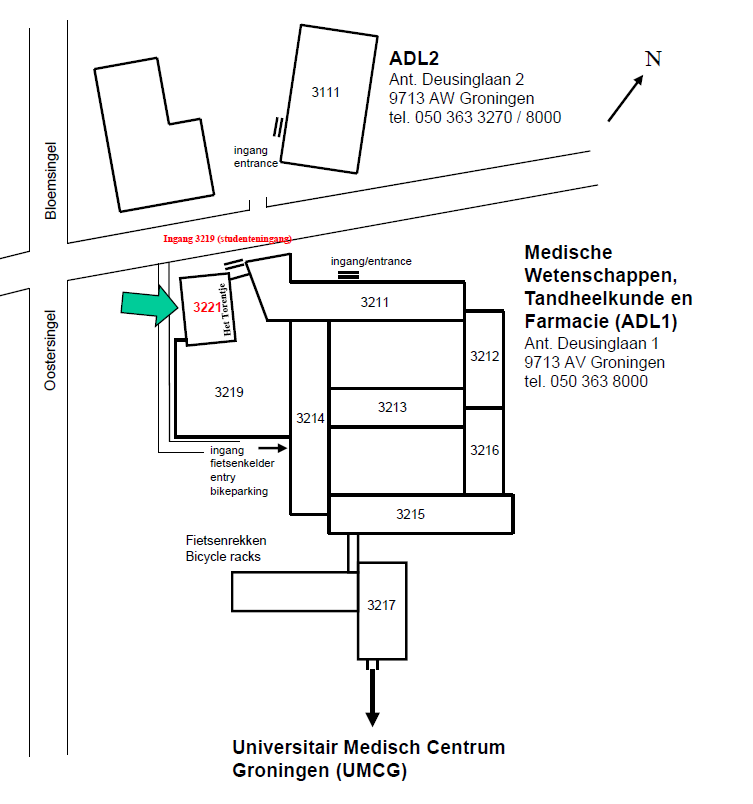 ADL2
Ant. Deusinglaan 2
9713 AW Groningen
tel. 050 363 3270 / 8000
N
3111
ingang
entrance
Bloemsingel
Ingang 3219 (studenteningang)
ingang/entrance
Medische
Wetenschappen,
Tandheelkunde en
Farmacie (ADL1)
Ant. Deusinglaan 1
9713 AV Groningen
tel. 050 363 8000
3221
Het Torentje
3211
Oostersingel
3212
3219
3213
3214
3216
ingang
fietsenkelder
entry
bikeparking
3215
Fietsenrekken
Bicycle racks
3217
Universitair Medisch Centrum
Groningen (UMCG)